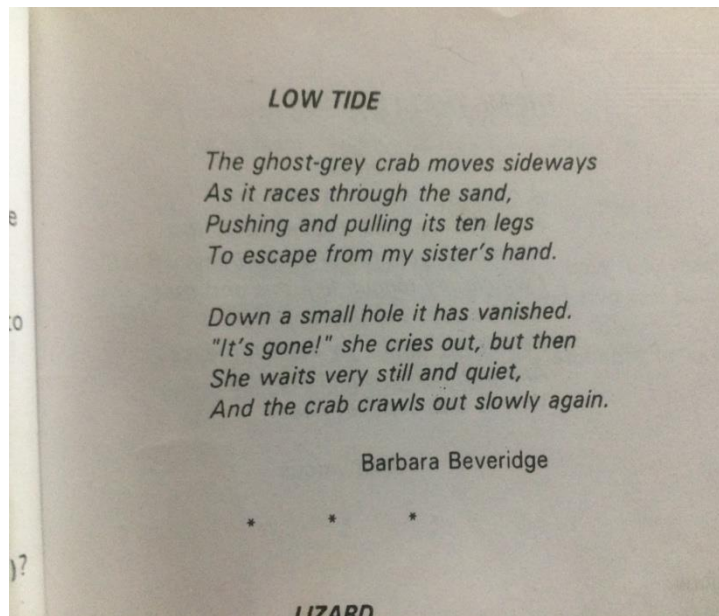 LOW TIDE
The ghost-grey crab moves sideways
As it races through the sand,
Pushing and pulling its ten legs
To escape from my sister's hand.
Down a small hole it has vanished.
"It's gone!" she cries out, but then
She waits very still and quiet,
And the crab crawls out slowly again.
Barbara Beveridge
* * *
)?
LIZARD